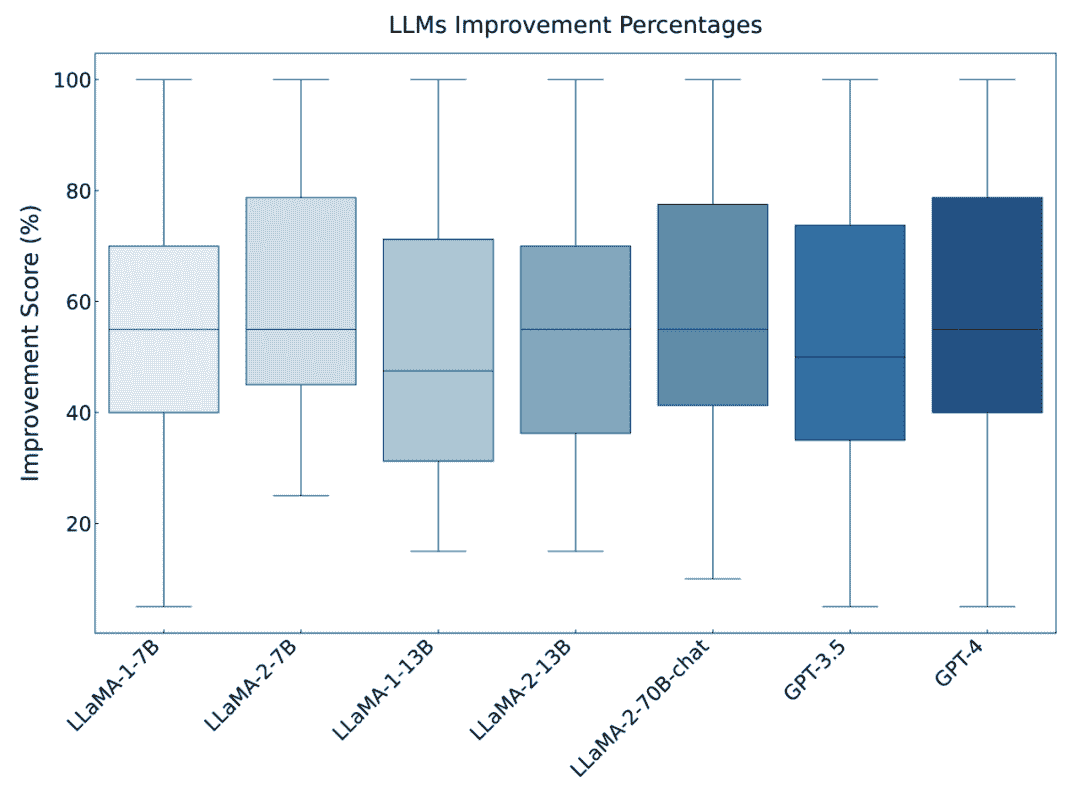 LLMs Improvement Percentages
Improvement Score (%)
100
80
60
40
20
LLaMA-1-7B
LLaMA-2-7B
LLaMA-1-13B
LLaMA-2-13B
LLaMA-2-70B-chat
GPT-3.5
GPT-4